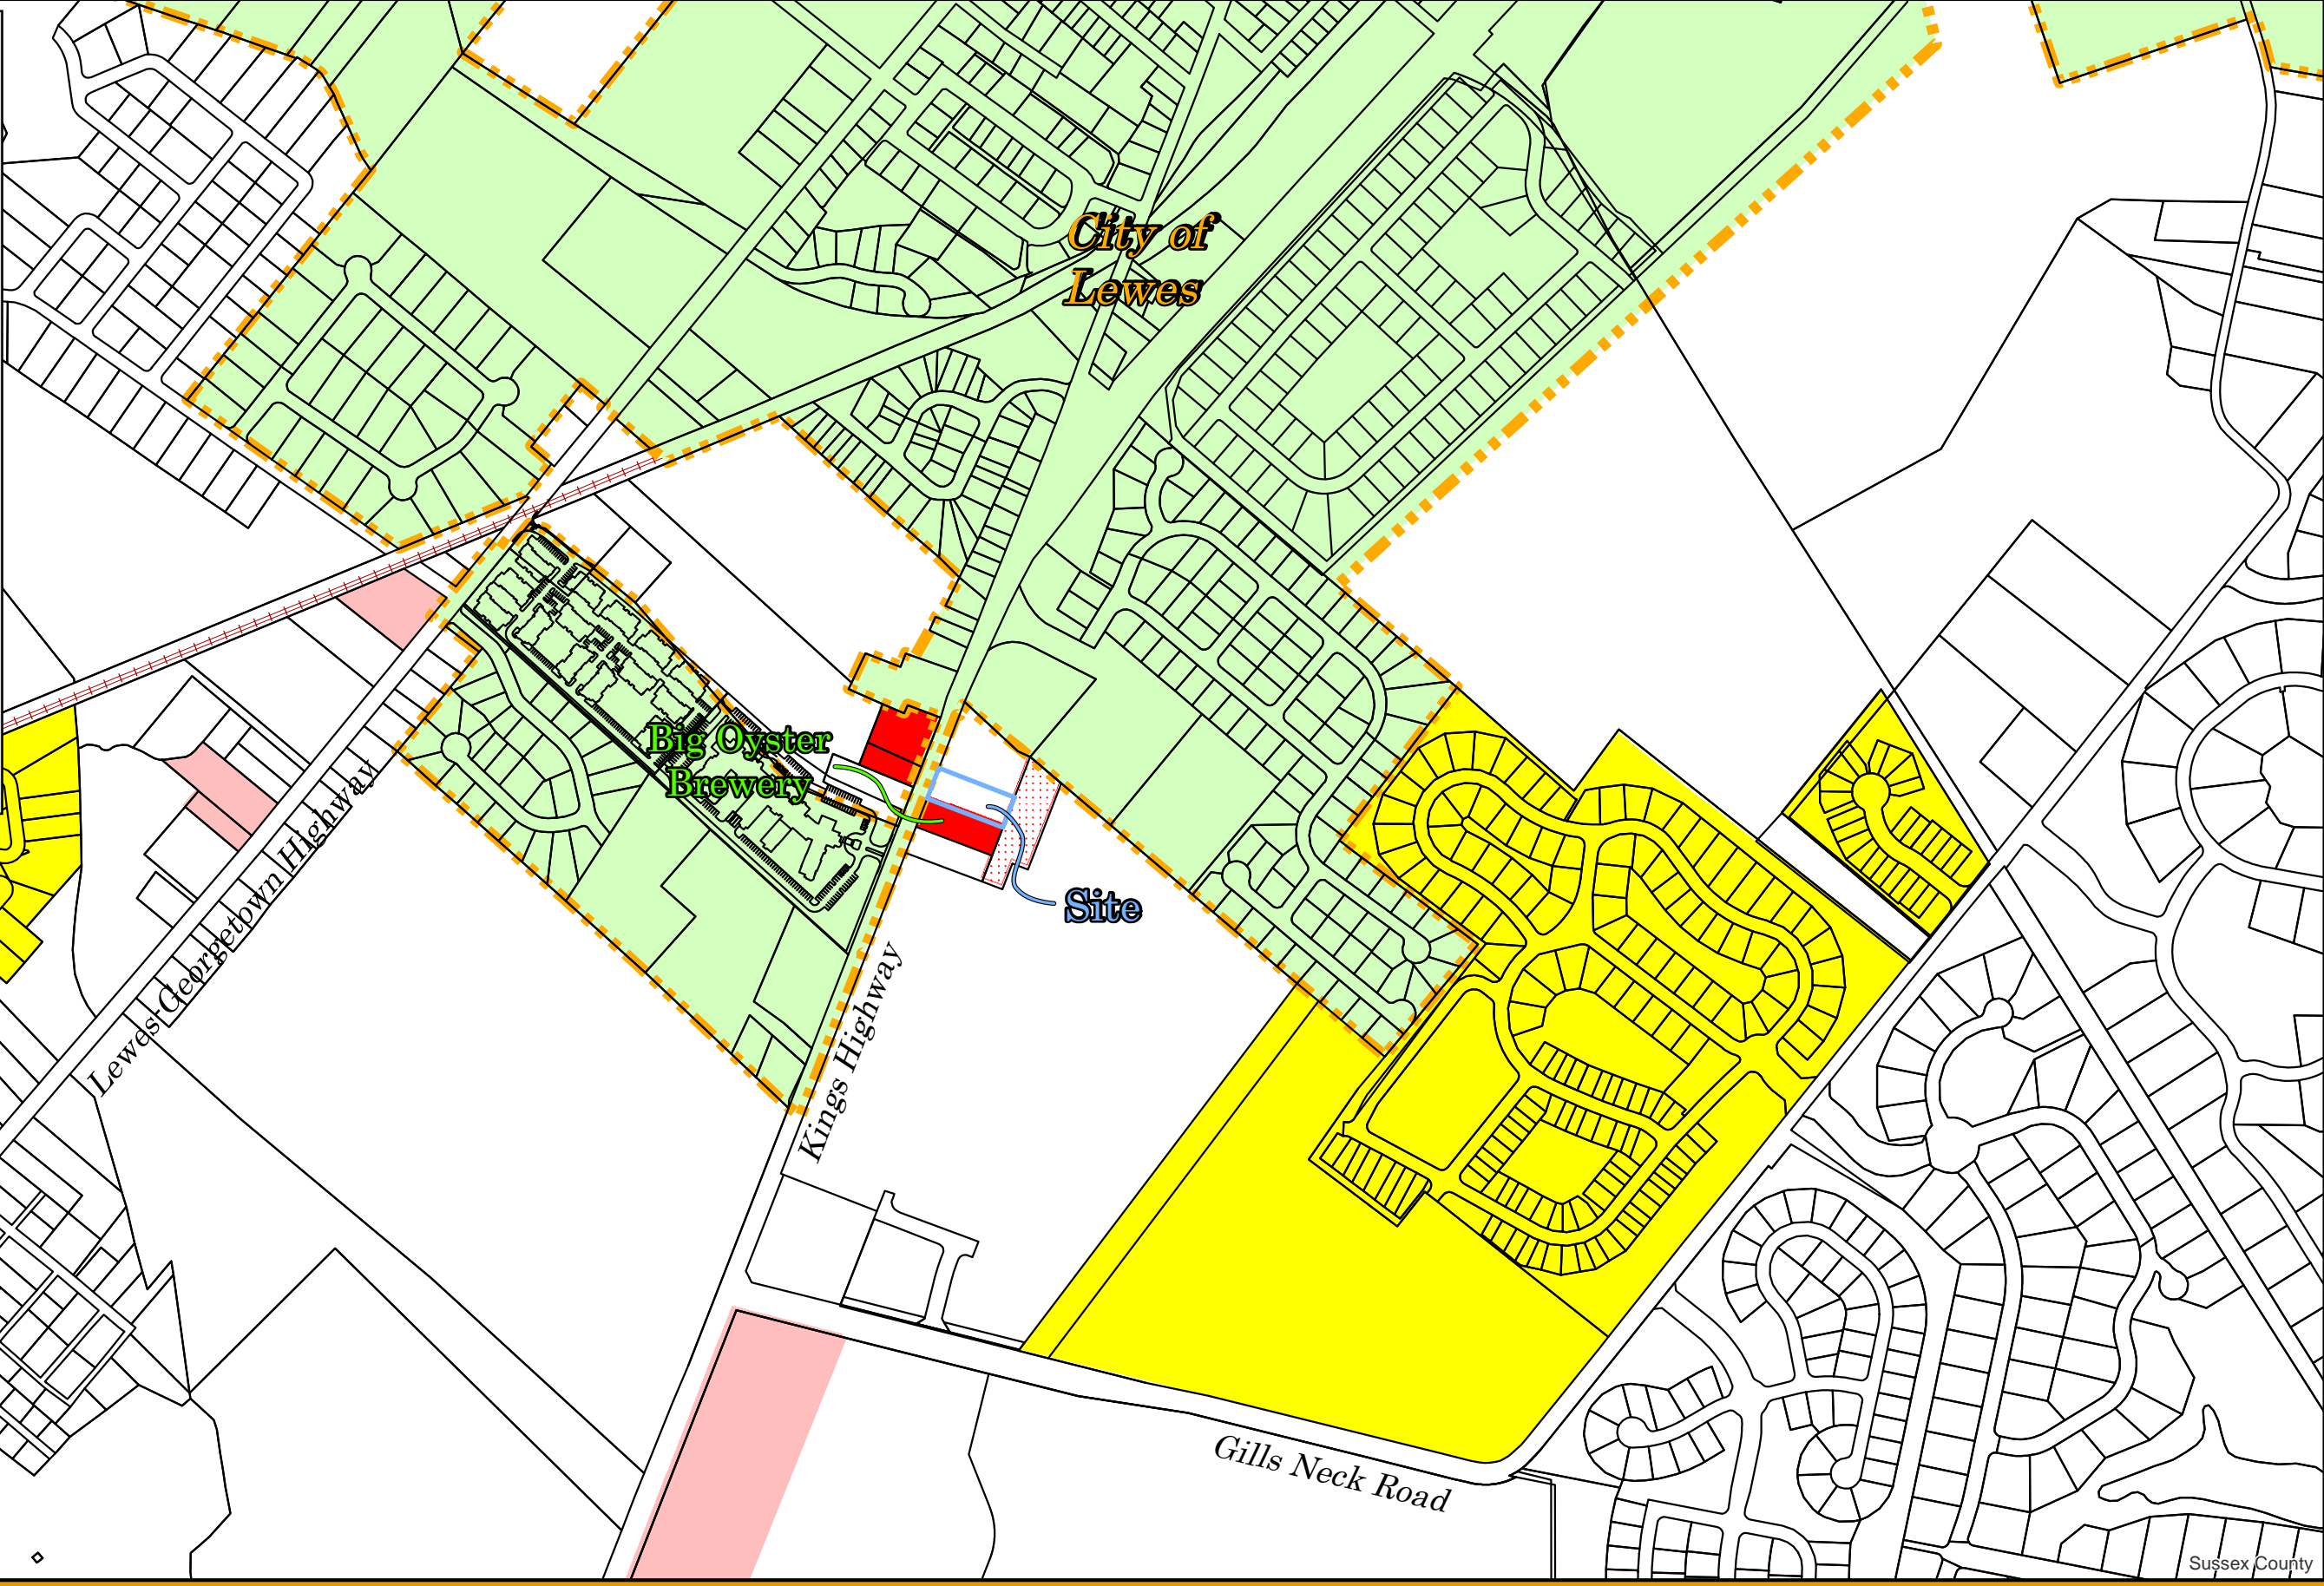 City of
Lewes
Big Oyster
Brewery
Site
Lewes-Georgetown Highway
Kings Highway
Gills Neck Road
Sussex County